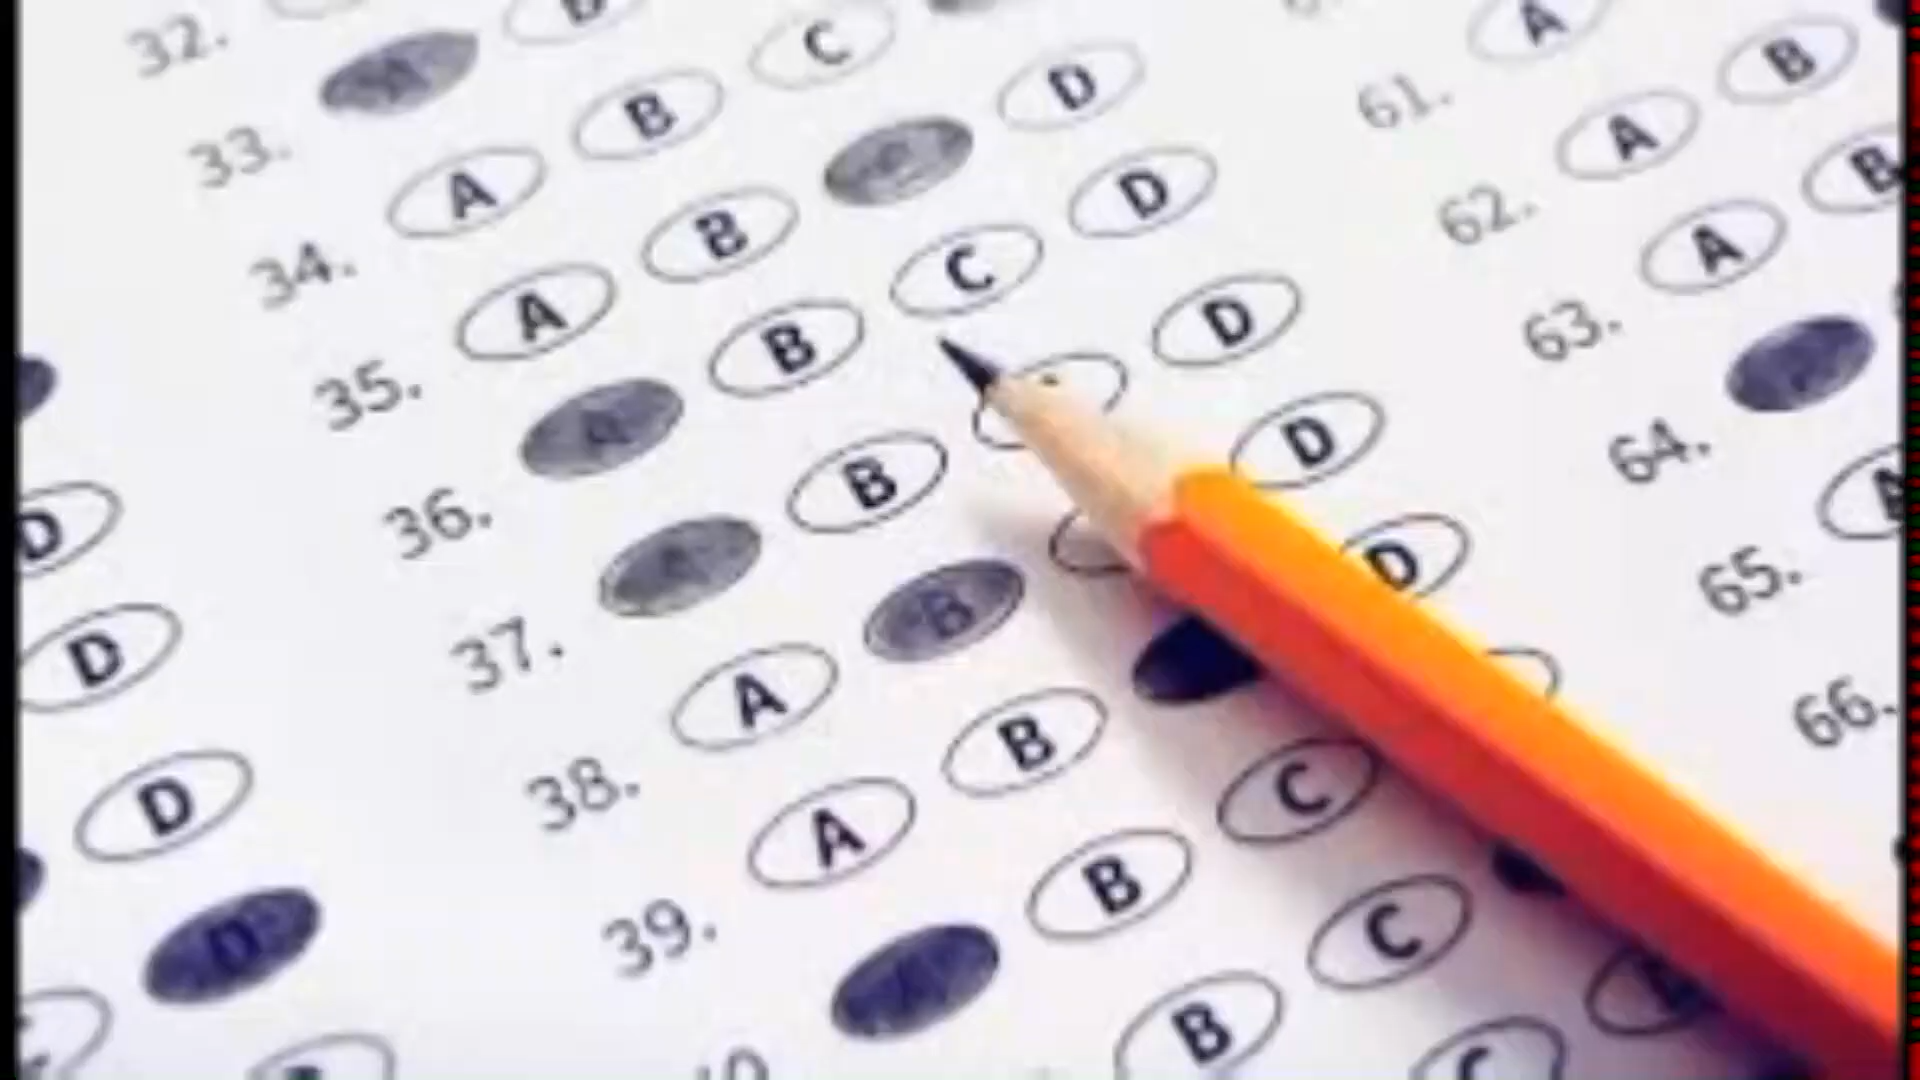 D
D
D
D
32.
33. B
34. A B C
35. A B D
36. A B C D
37. B D
38. A B D
39. A B D
B C
B C
C
61. A
62. A B
63. A B
64.
65. A
66.